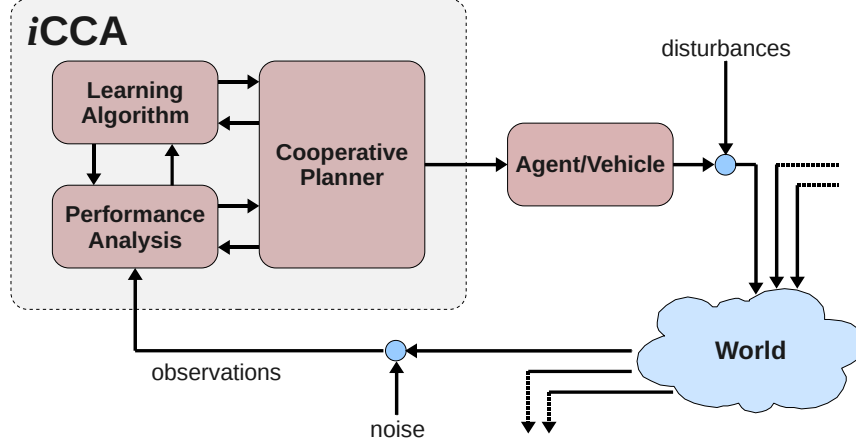 iCCA
disturbances
Learning
Algorithm
Cooperative
Planner
Agent/Vehicle
Performance
Analysis
World
observations
noise